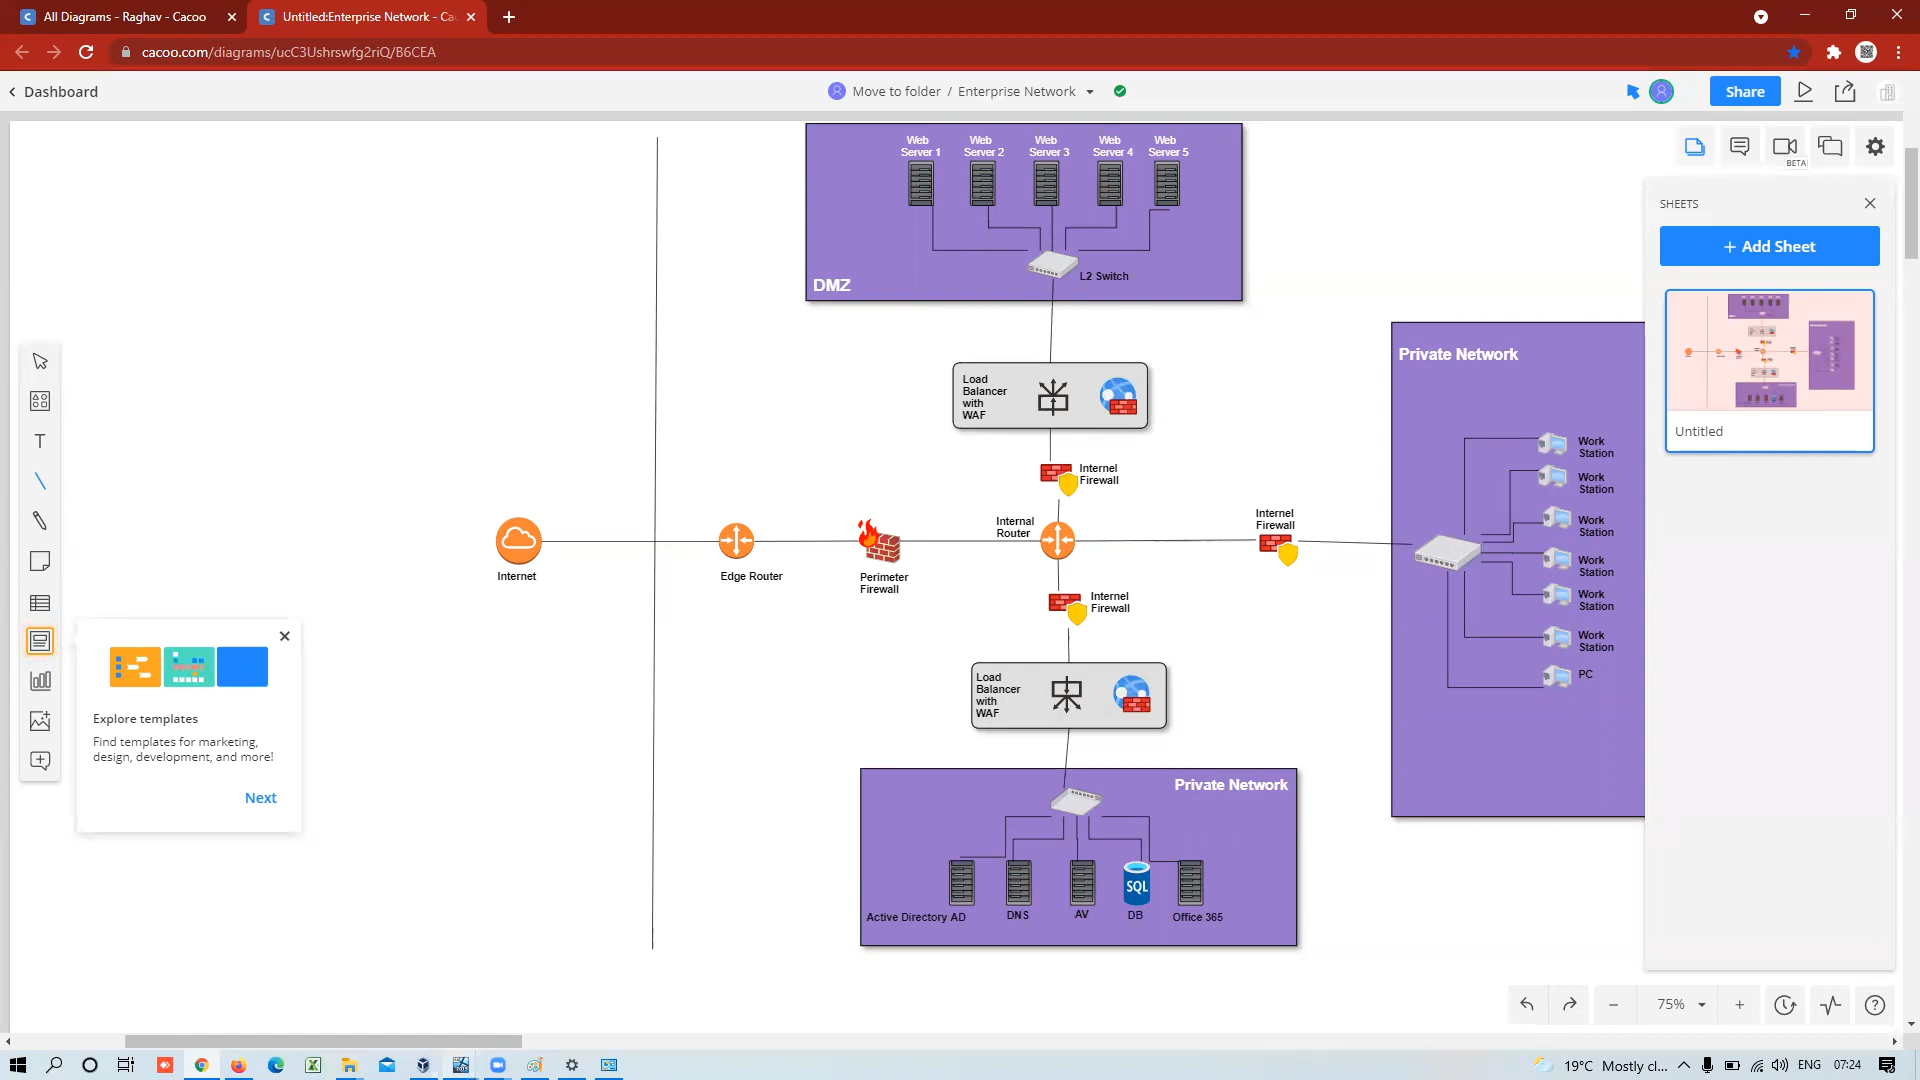 All Diagrams - Raghav - Cacoo
Untitled:Enterprise Network - Ca
cacoo.com/diagrams/ucC3Ushrswfg2riQ/B6CEA
Dashboard
Move to folder / Enterprise Network
Share
BETA
SHEETS
+ Add Sheet
Untitled
Web Server 1
Web Server 2
Web Server 3
Web Server 4
Web Server 5
L2 Switch
DMZ
Load
Balancer
with
WAF
Internel
Firewall
Internal
Router
Internel
Firewall
Internet
Edge Router
Perimeter
Firewall
Internel
Firewall
Load
Balancer
with
WAF
Private Network
Work
Station
Work
Station
Work
Station
Work
Station
Work
Station
Work
Station
PC
Private Network
SQL
Active Directory AD
DNS
AV
DB
Office 365
Explore templates
Find templates for marketing,
design, development, and more!
Next
75%
19°C Mostly cl...
ENG
07:24